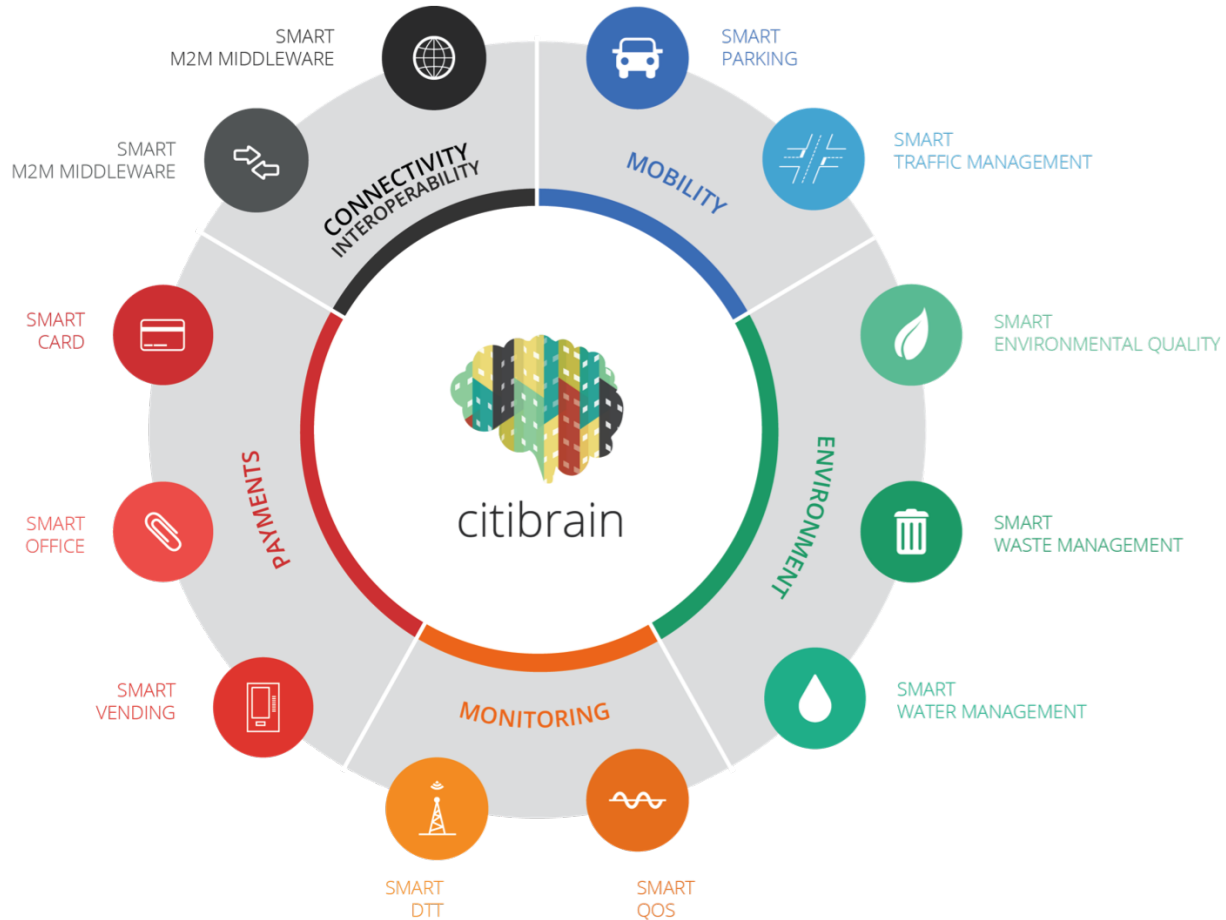 SMART
M2M MIDDLEWARE
SMART
PARKING
SMART
M2M MIDDLEWARE
SMART
TRAFFIC MANAGEMENT
CONNECTIVITY
INTEROPERABILITY
MOBILITY
SMART
CARD
SMART
ENVIRONMENTAL QUALITY
citibrain
PAYMENTS
ENVIRONMENT
SMART
OFFICE
SMART
WASTE MANAGEMENT
SMART
VENDING
MONITORING
SMART
WATER MANAGEMENT
SMART
DTT
SMART
QOS